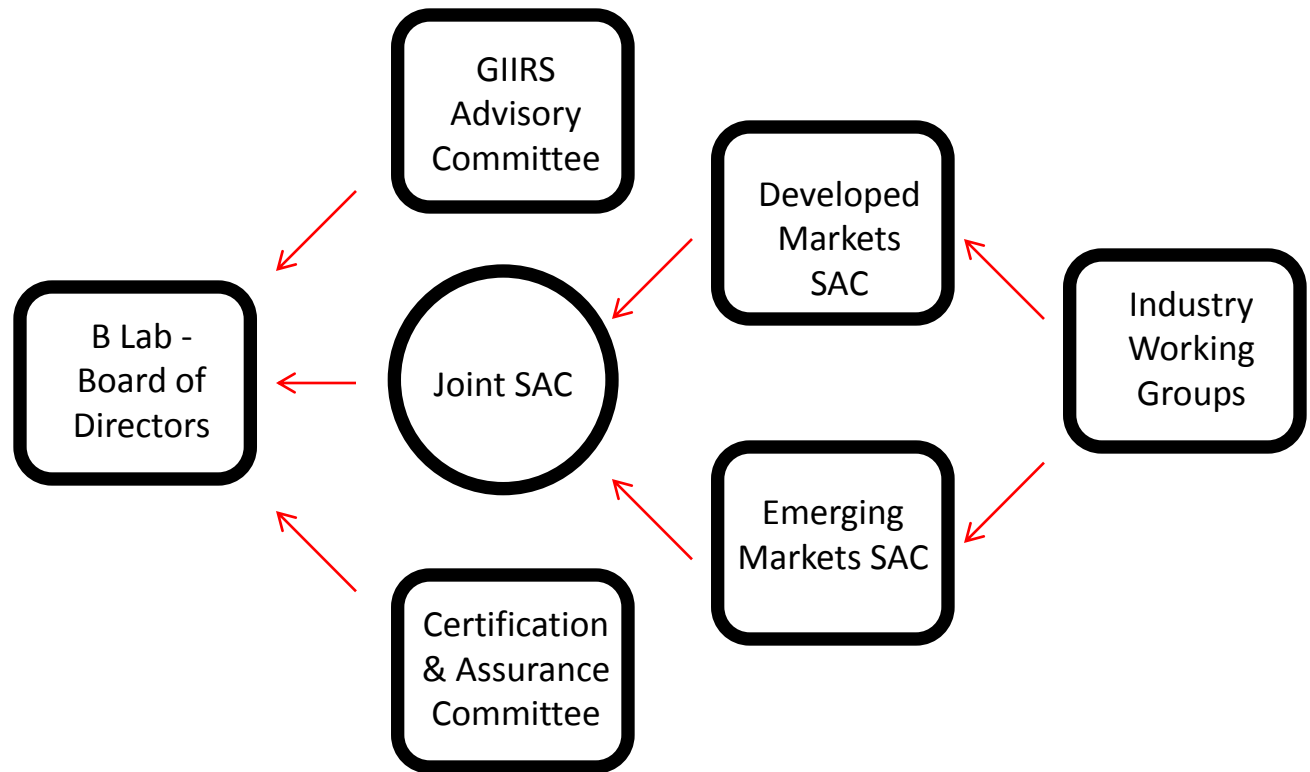 GIIRS
Advisory
Committee
Developed
Markets
SAC
Industry
Working
Groups
B Lab -
Board of
Directors
Joint SAC
Emerging
Markets SAC
Certification
& Assurance
Committee